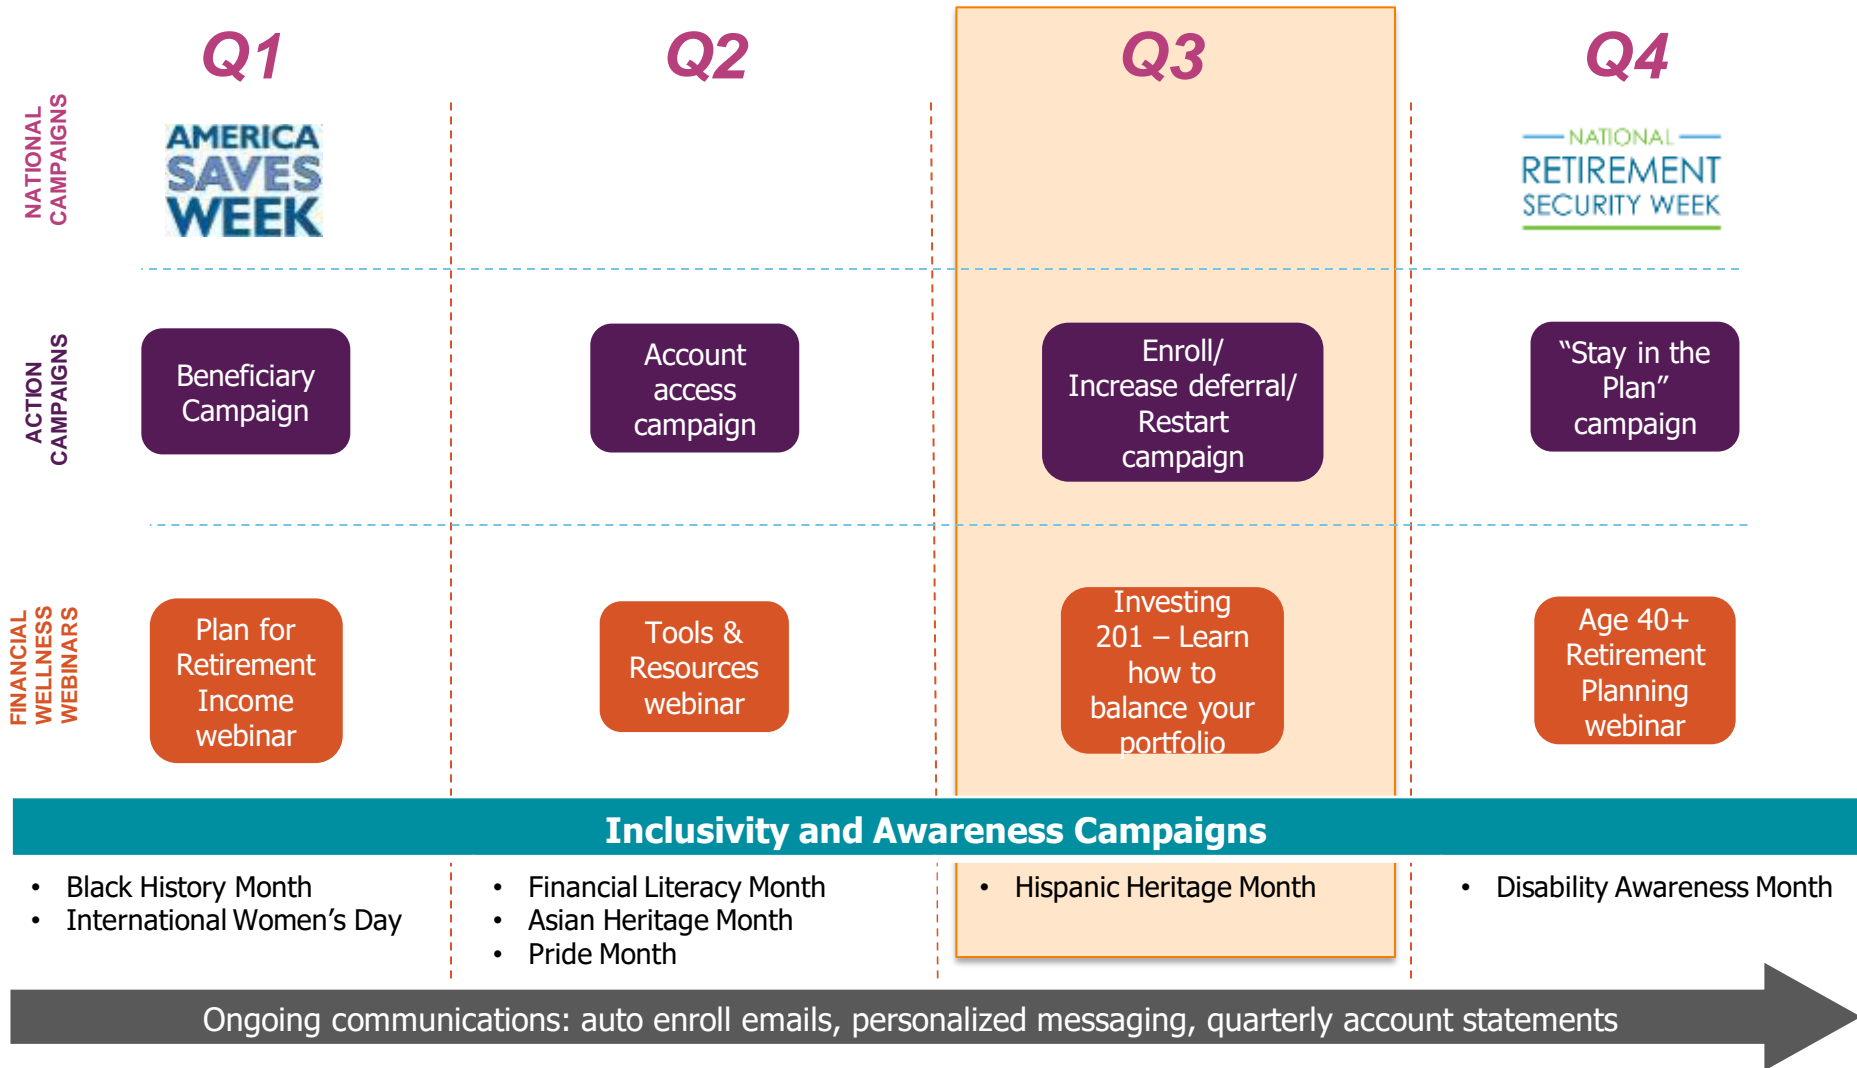 Q1
Q2
Q3
Q4
NATIONAL
CAMPAIGNS
AMERICA
SAVES
WEEK
NATIONAL
RETIREMENT
SECURITY WEEK
ACTION
CAMPAIGNS
Beneficiary
Campaign
Account
access
campaign
Enroll/
Increase deferral/
Restart
campaign
“Stay in the
Plan”
campaign
FINANCIAL
WELLNESS
WEBINARS
Plan for
Retirement
Income
webinar
Tools &
Resources
webinar
Investing
201 – Learn
how to
balance your
portfolio
Age 40+
Retirement
Planning
webinar
Inclusivity and Awareness Campaigns
• Black History Month
• International Women’s Day
• Financial Literacy Month
• Asian Heritage Month
• Pride Month
• Hispanic Heritage Month
• Disability Awareness Month
Ongoing communications: auto enroll emails, personalized messaging, quarterly account statements